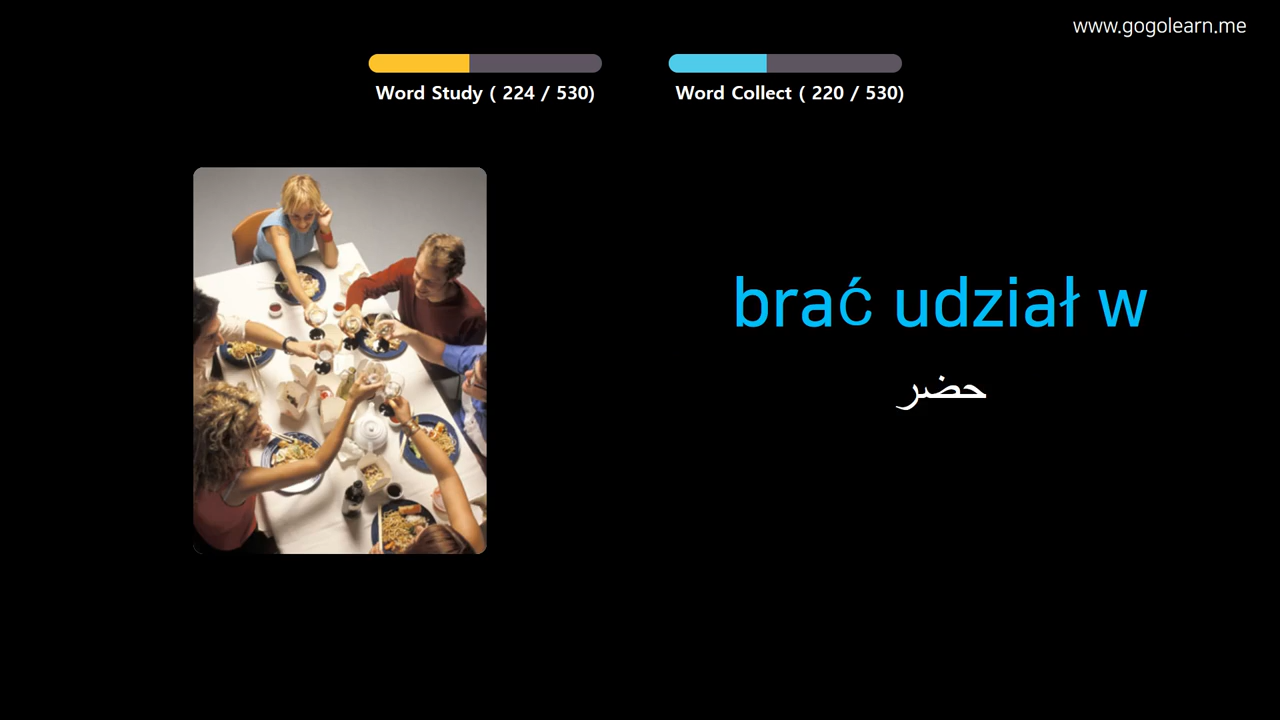 www.gogolearn.me
Word Study ( 224 / 530)
Word Collect ( 220 / 530)
brać udział w
حضر